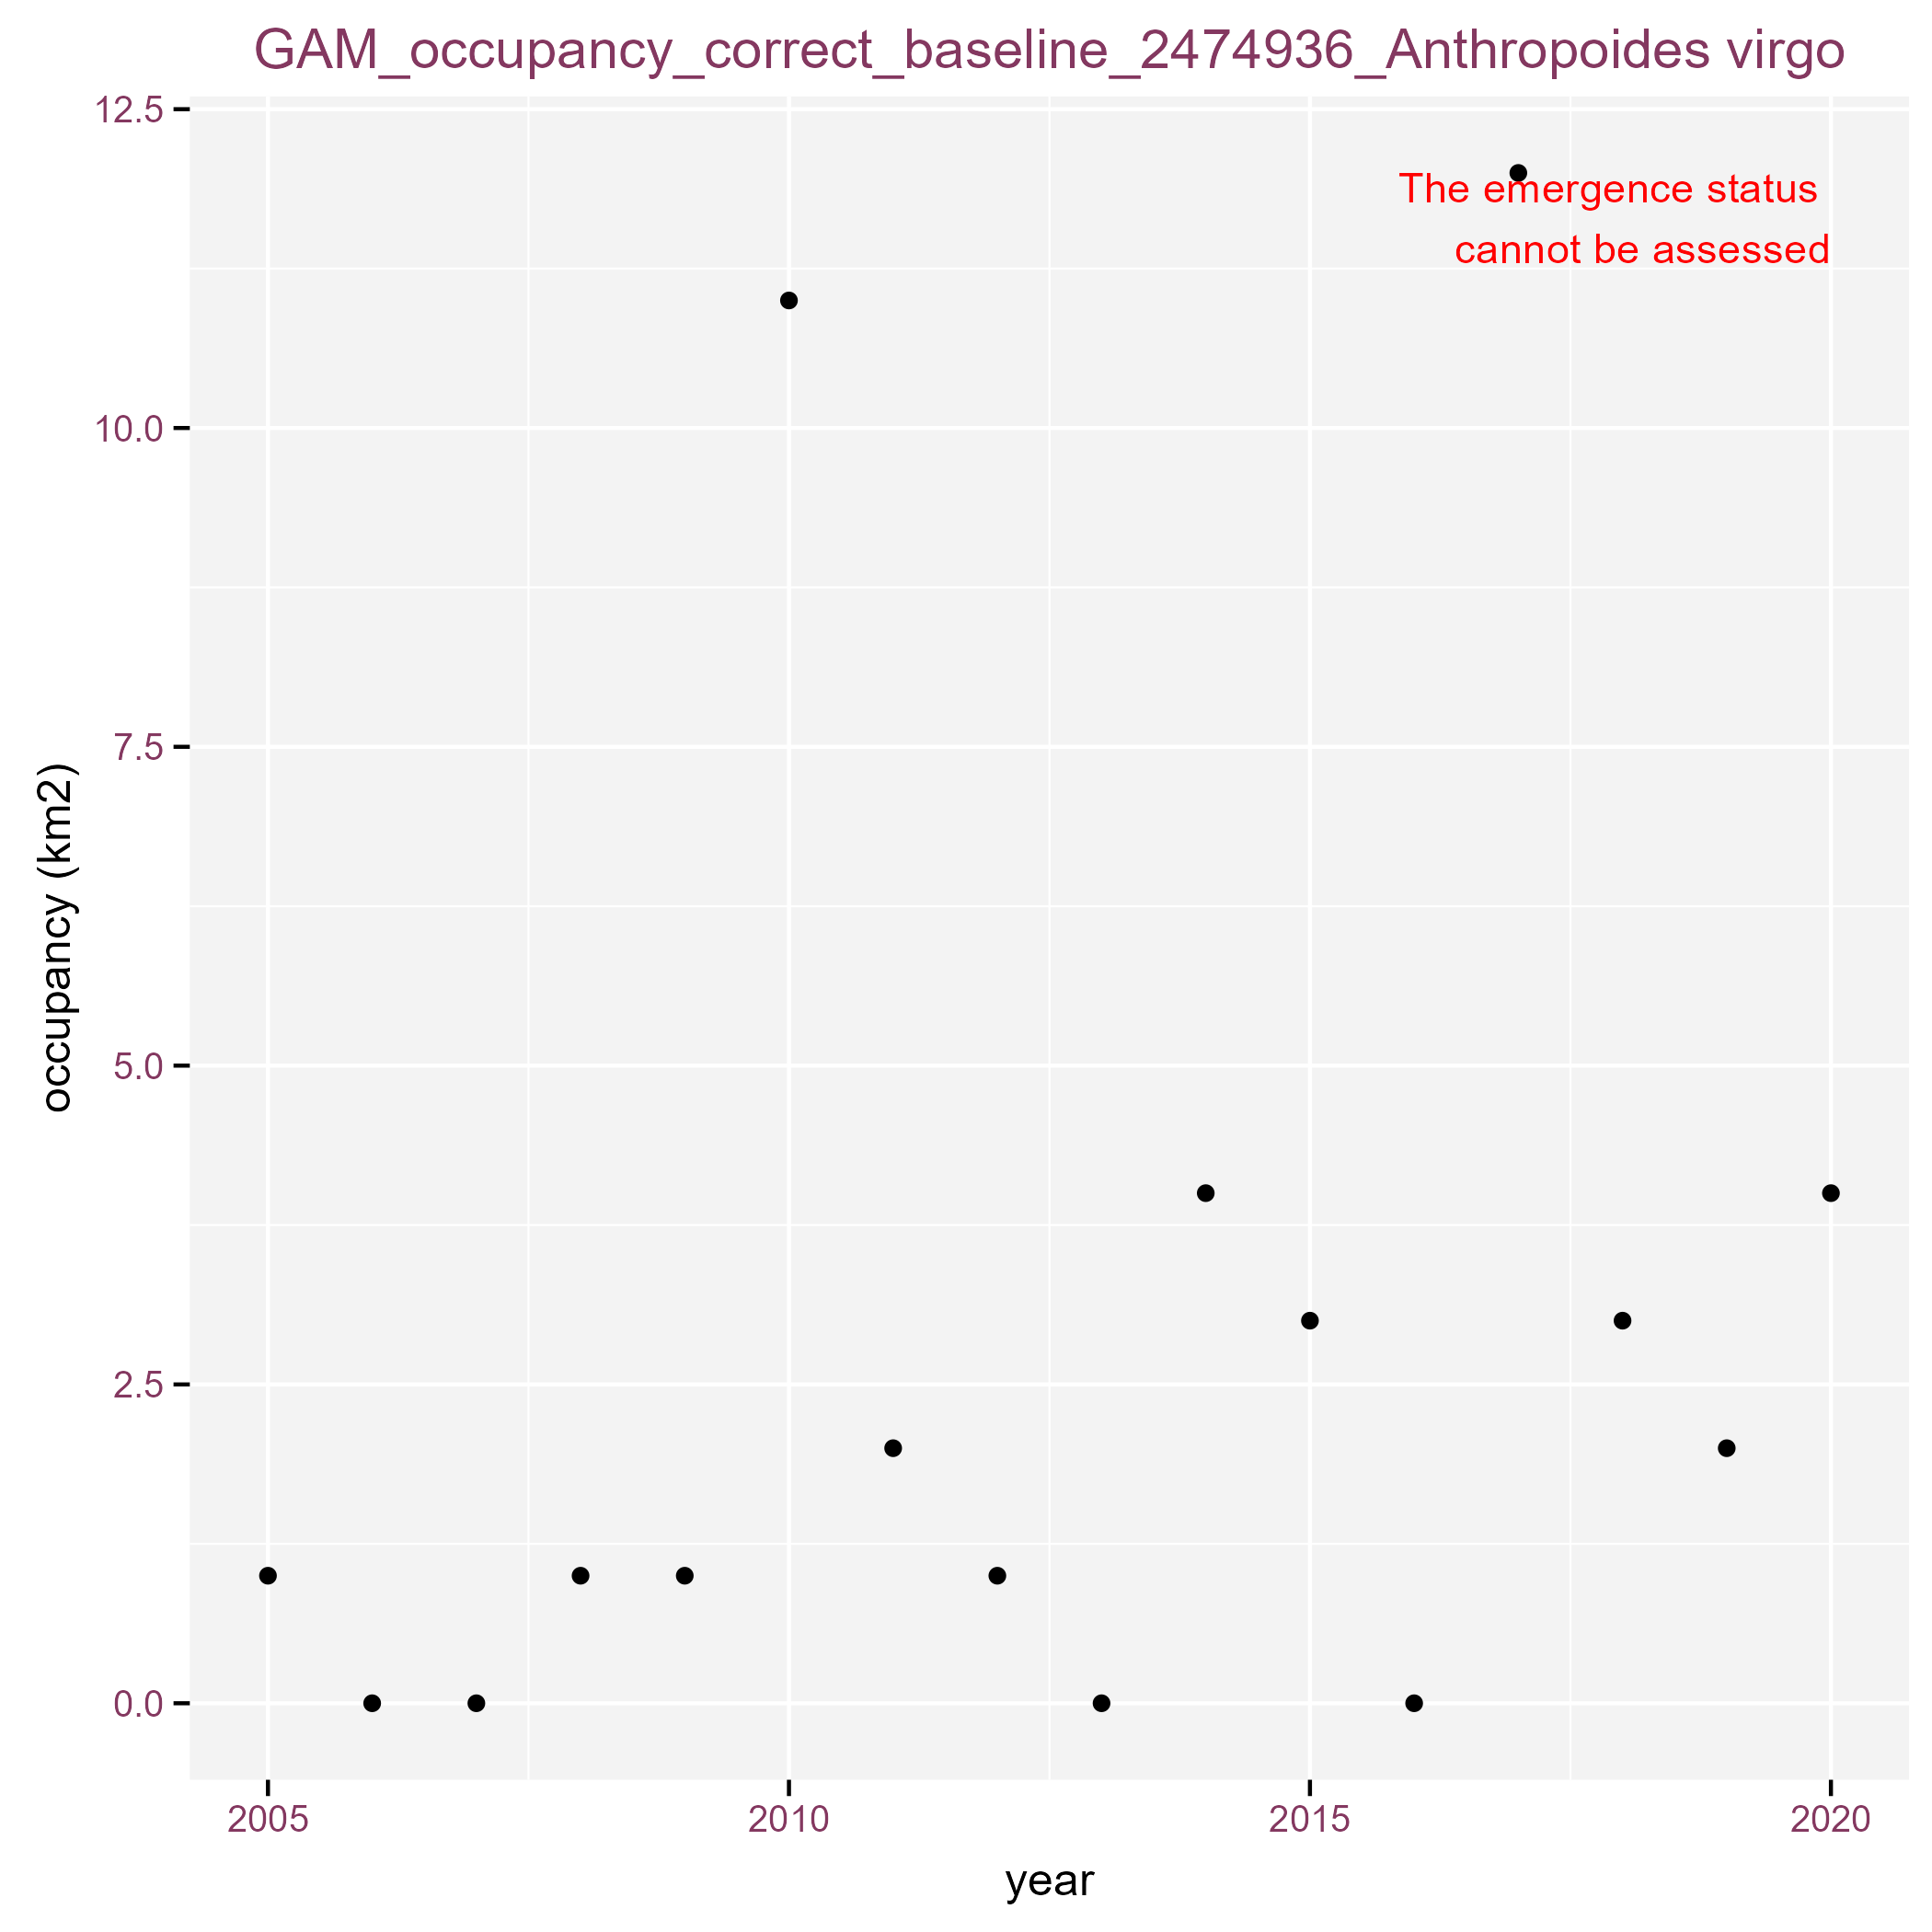 GAM_occupancy_correct_baseline_2474936_Anthropoides virgo
12.5
The emergence status
cannot be assessed
10.0
7.5
occupancy (km2)
5.0
2.5
0.0
2005 2010 2015 2020
year